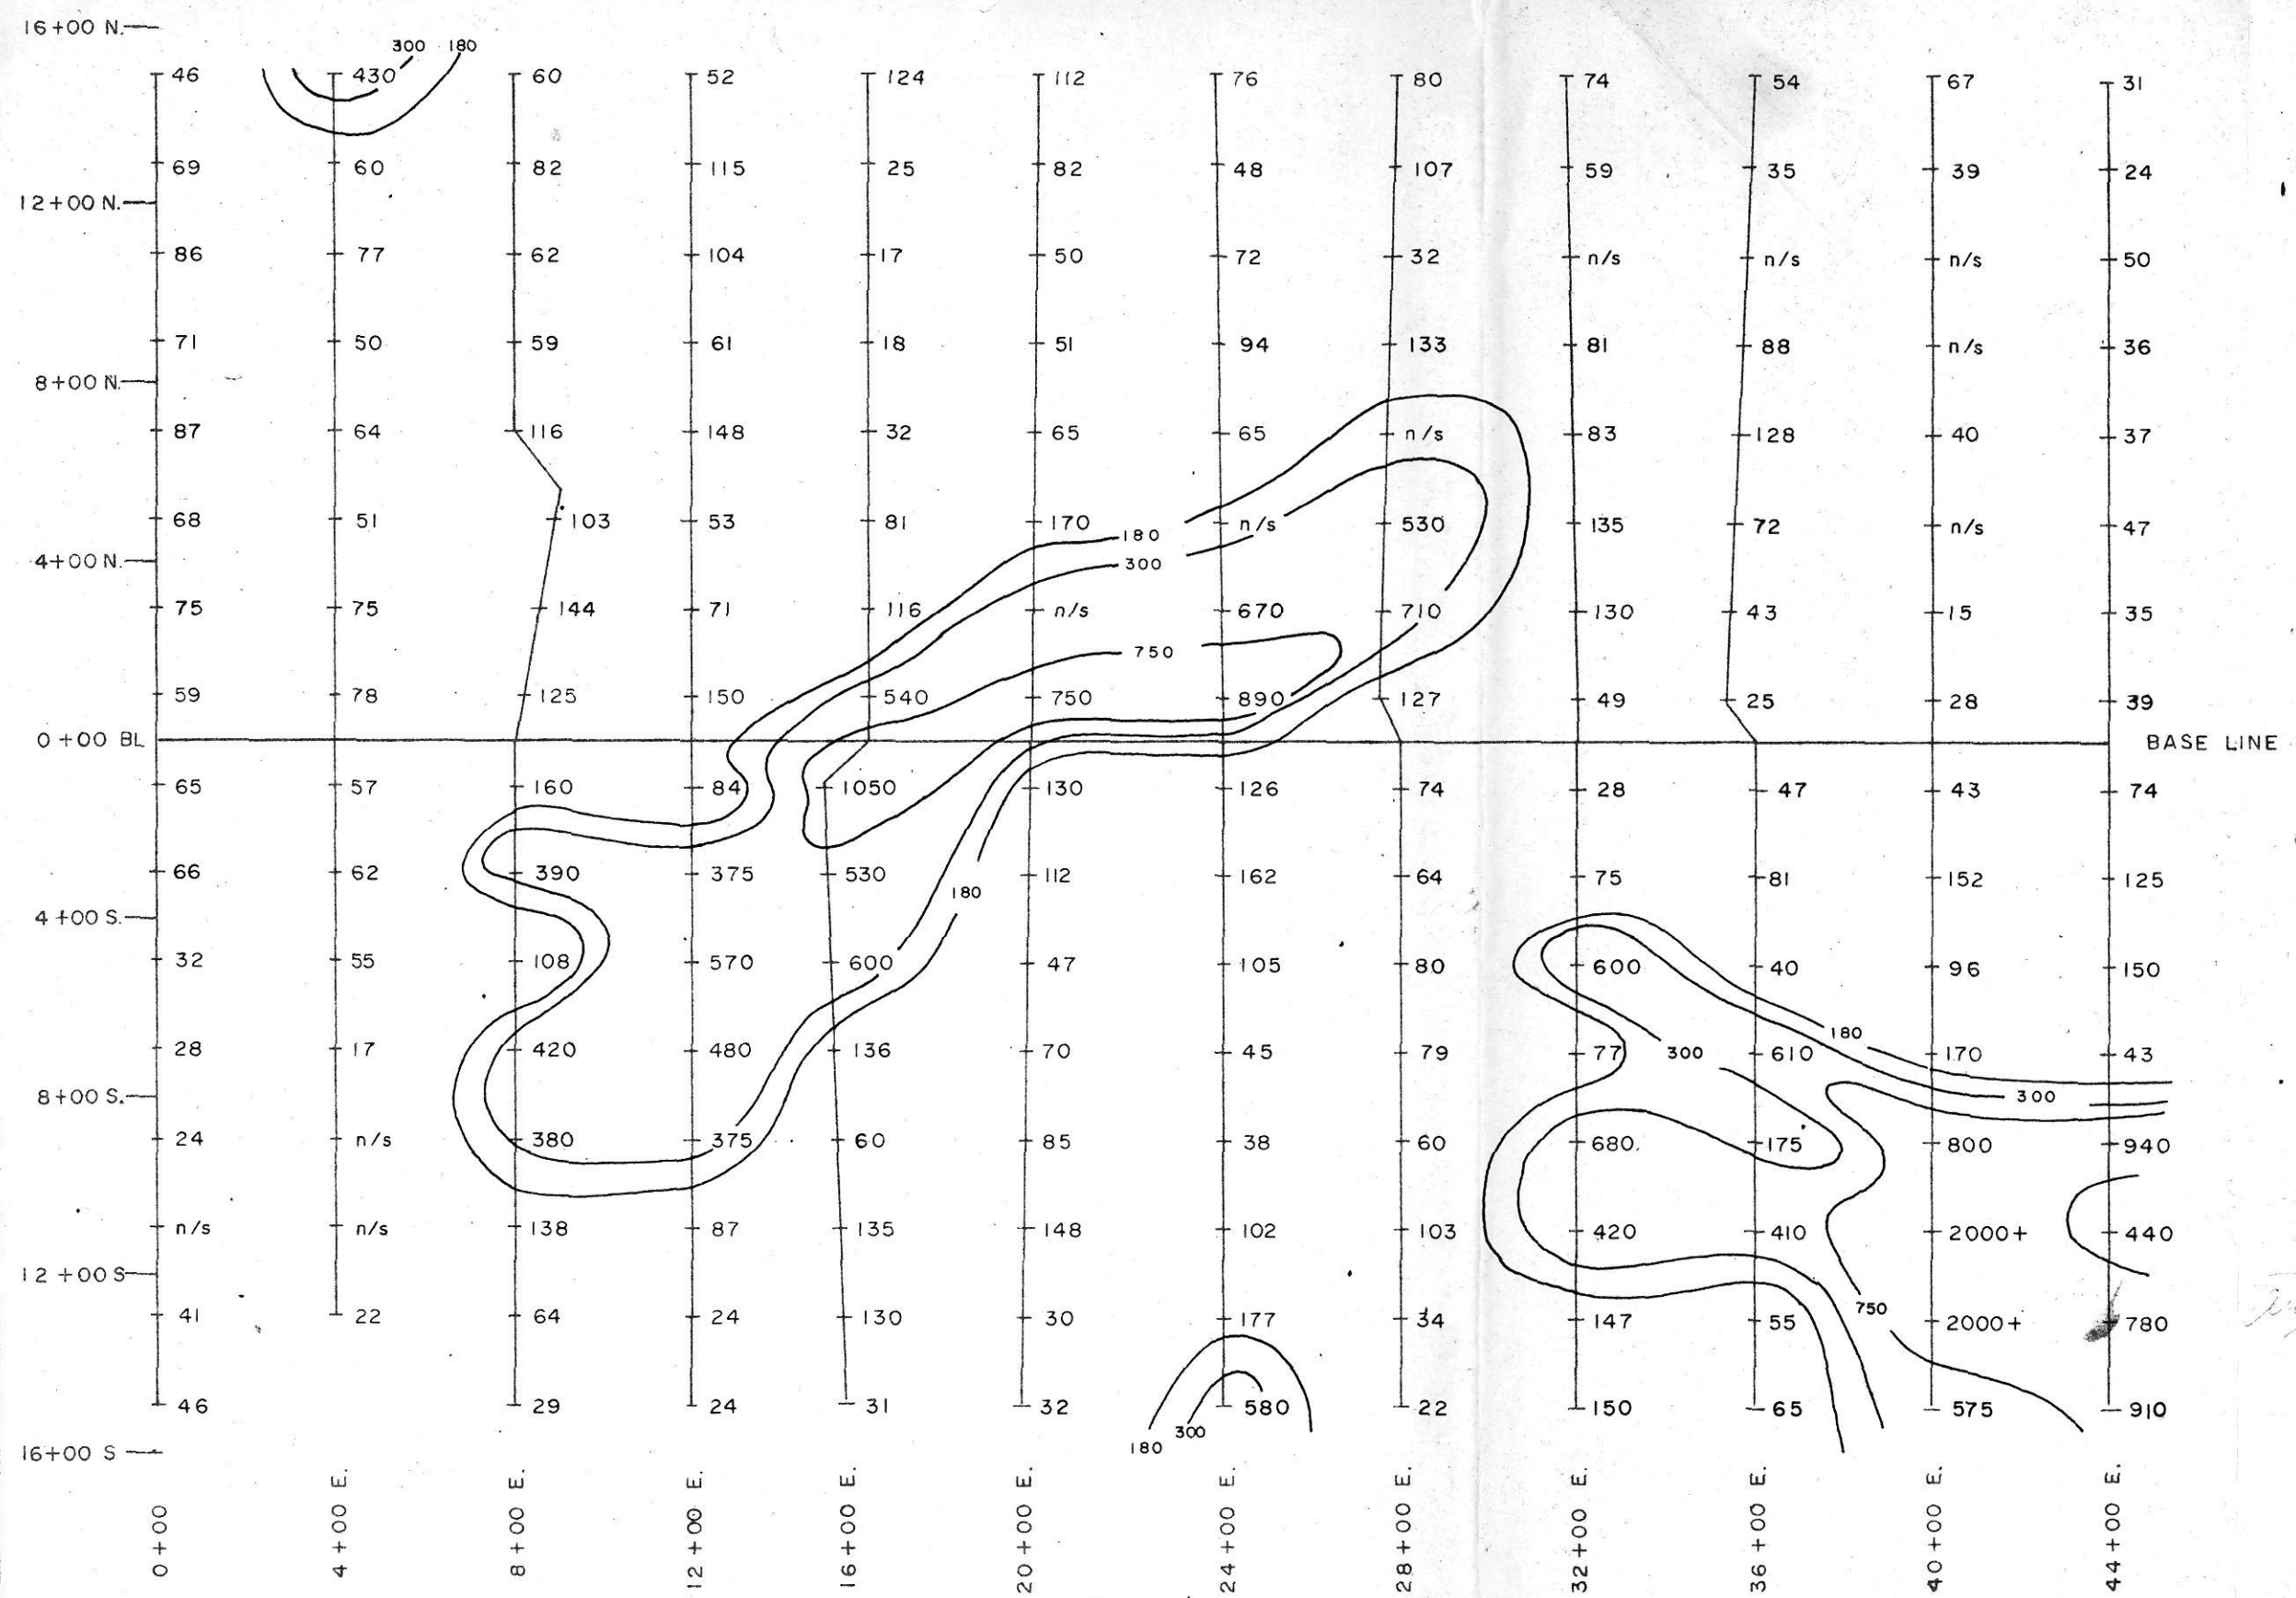 16+00 N.
300 180
46 430 60 52 124 112 76 80 74 54 67 31
69 60 82 115 25 82 48 107 59 35 39 24
12+00 N.
86 77 62 104 17 50 72 32 n/s n/s n/s 50
71 50 59 61 18 51 94 133 81 88 n/s 36
8+00 N.
87 64 116 148 32 65 65 n/s 83 128 40 37
68 51 103 53 81 170 n/s 530 135 72 n/s 47
180
4+00 N.
300
75 75 144 71 116 n/s 670 710 130 43 15 35
750
59 78 125 150 540 750 890 127 49 25 28 39
0+00 BL BASE LINE
65 57 160 84 1050 130 126 74 28 47 43 74
66 62 390 375 530 112 162 64 75 81 152 125
180
4+00 S.
32 55 108 570 600 47 105 80 600 40 96 150
180
28 17 420 480 136 70 45 79 77 300 610 170 43
8+00 S. 300
24 n/s 380 375 60 85 38 60 680 175 800 940
n/s n/s 138 87 135 148 102 103 420 410 2000+ 440
12+00 S
750
41 22 64 24 130 30 177 34 147 55 2000+ 780
46 29 24 31 32 580 22 150 65 575 910
300
180
16+00 S
0+00
4+00 E.
8+00 E.
12+00 E.
16+00 E.
20+00 E.
24+00 E.
28+00 E.
32+00 E.
36+00 E.
40+00 E.
44+00 E.